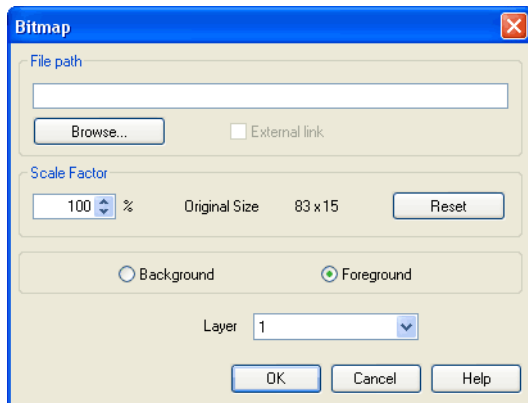 Bitmap
File path
Browse... External link
Scale Factor
100 % Original Size 83 x 15 Reset
Background Foreground
Layer 1
OK Cancel Help